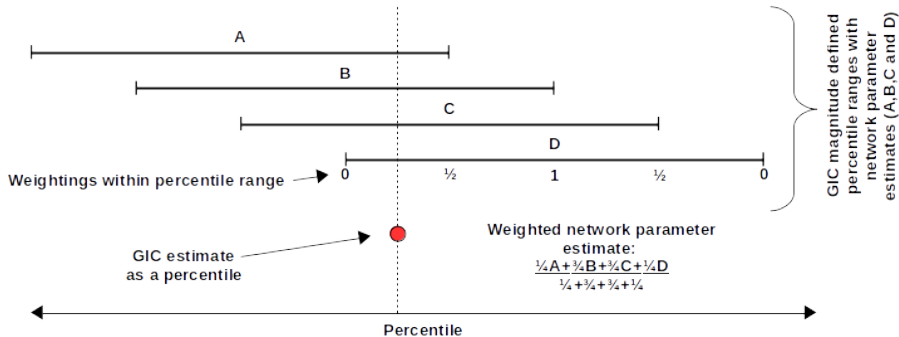 A
B
C
D
Weightings within percentile range
0 ½ 1 ½ 0
GIC estimate
as a percentile
Weighted network parameter
estimate:
¼A+¾B+¾C+¼D
¼+¾+¾+¼
Percentile
GIC magnitude defined
percentile ranges with
network parameter
estimates (A,B,C and D)